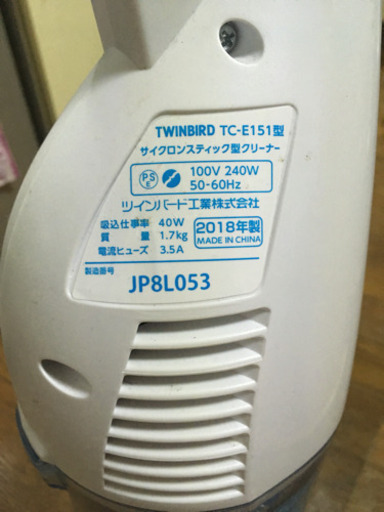 TWINBIRD TC-E151型
サイクロンスティック型クリーナー
PS
E
100V 240W
50-60Hz
ツインバード工業株式会社
吸込仕事率 40W
質量 1.7kg
電流ヒューズ 3.5A
2018年製
MADE IN CHINA
製造番号
JP8L053